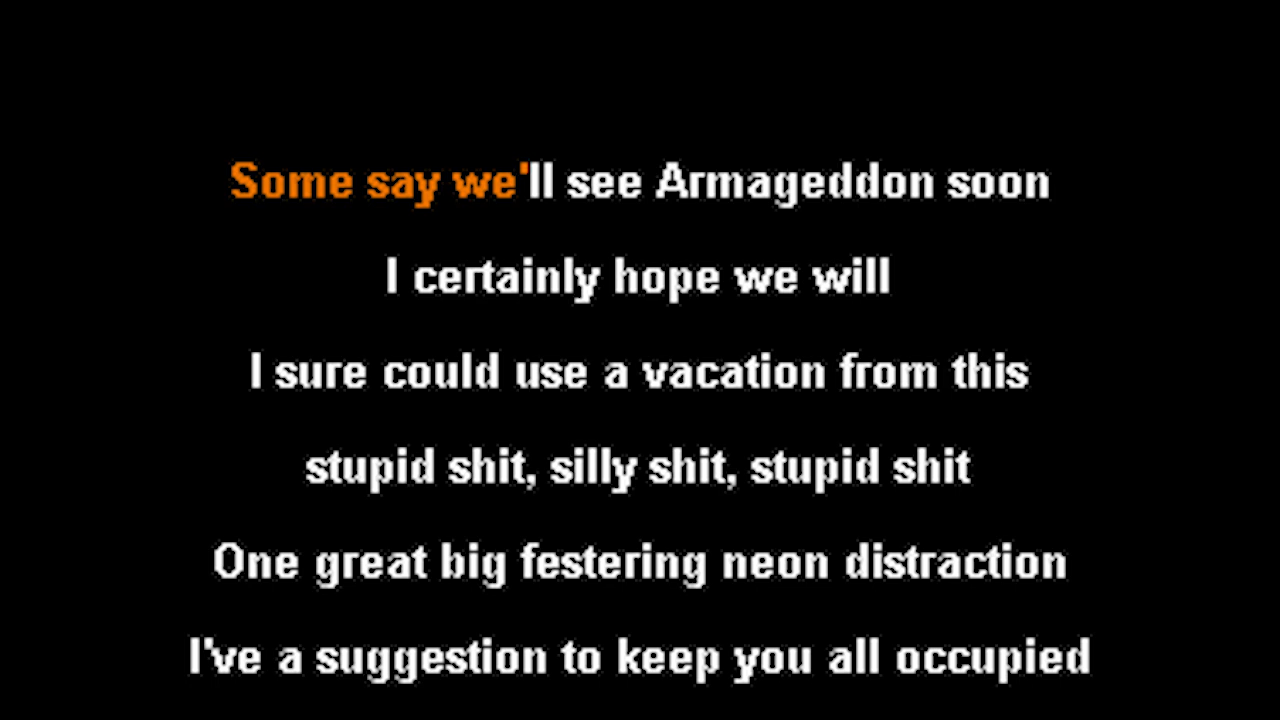 Some say we'll see Armageddon soon
I certainly hope we will
I sure could use a vacation from this
stupid shit, silly shit, stupid shit
One great big festering neon distraction
I've a suggestion to keep you all occupied